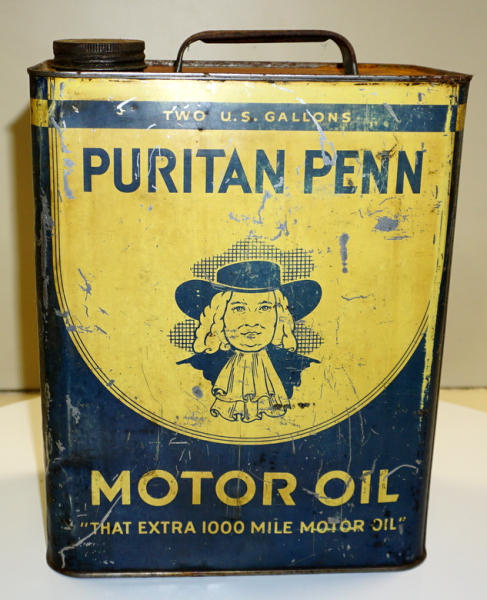 TWO U.S. GALLONS
PURITAN PENN
MOTOR OIL
"THAT EXTRA 1000 MILE MOTOR OIL"